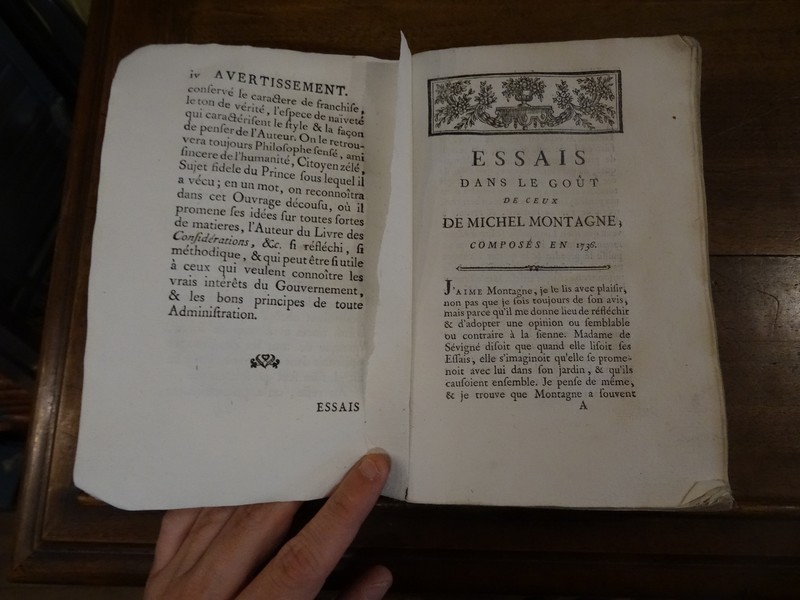 iv AVERTISSEMENT.
conſervé le caractere de franchiſe,
le ton de vérité, l'eſpece de naïveté
qui caractériſent le ſtyle & la façon
de penſer de l'Auteur. On le retrou-
vera toujours Philoſophe ſenſé, ami
ſincere de l'humanité, Citoyen zélé,
Sujet fidele du Prince ſous lequel il
a vécu; en un mot, on reconnoîtra
dans cet Ouvrage découſu, où il
promene ſes idées ſur toutes ſortes
de matieres, l'Auteur du Livre des
Conſidérations, &c. ſi réfléchi, ſi
méthodique, & qui peut être ſi utile
à ceux qui veulent connoître les
vrais intérêts du Gouvernement,
& les bons principes de toute
Adminiſtration.
ESSAIS
ESSAIS
DANS LE GOÛT
DE CEUX
DE MICHEL MONTAGNE,
COMPOSÉS EN 1736.
J'AIME Montagne, je le lis avec plaiſir,
non pas que je ſois toujours de ſon avis,
mais parce qu'il me donne lieu de réfléchir
& d'adopter une opinion ou ſemblable
ou contraire à la ſienne. Madame de
Sévigné diſoit que quand elle liſoit ſes
Eſſais, elle s'imaginoit qu'elle ſe prome-
noit avec lui dans ſon jardin, & qu'ils
cauſoient enſemble. Je penſe de même,
& je trouve que Montagne a ſouvent
A